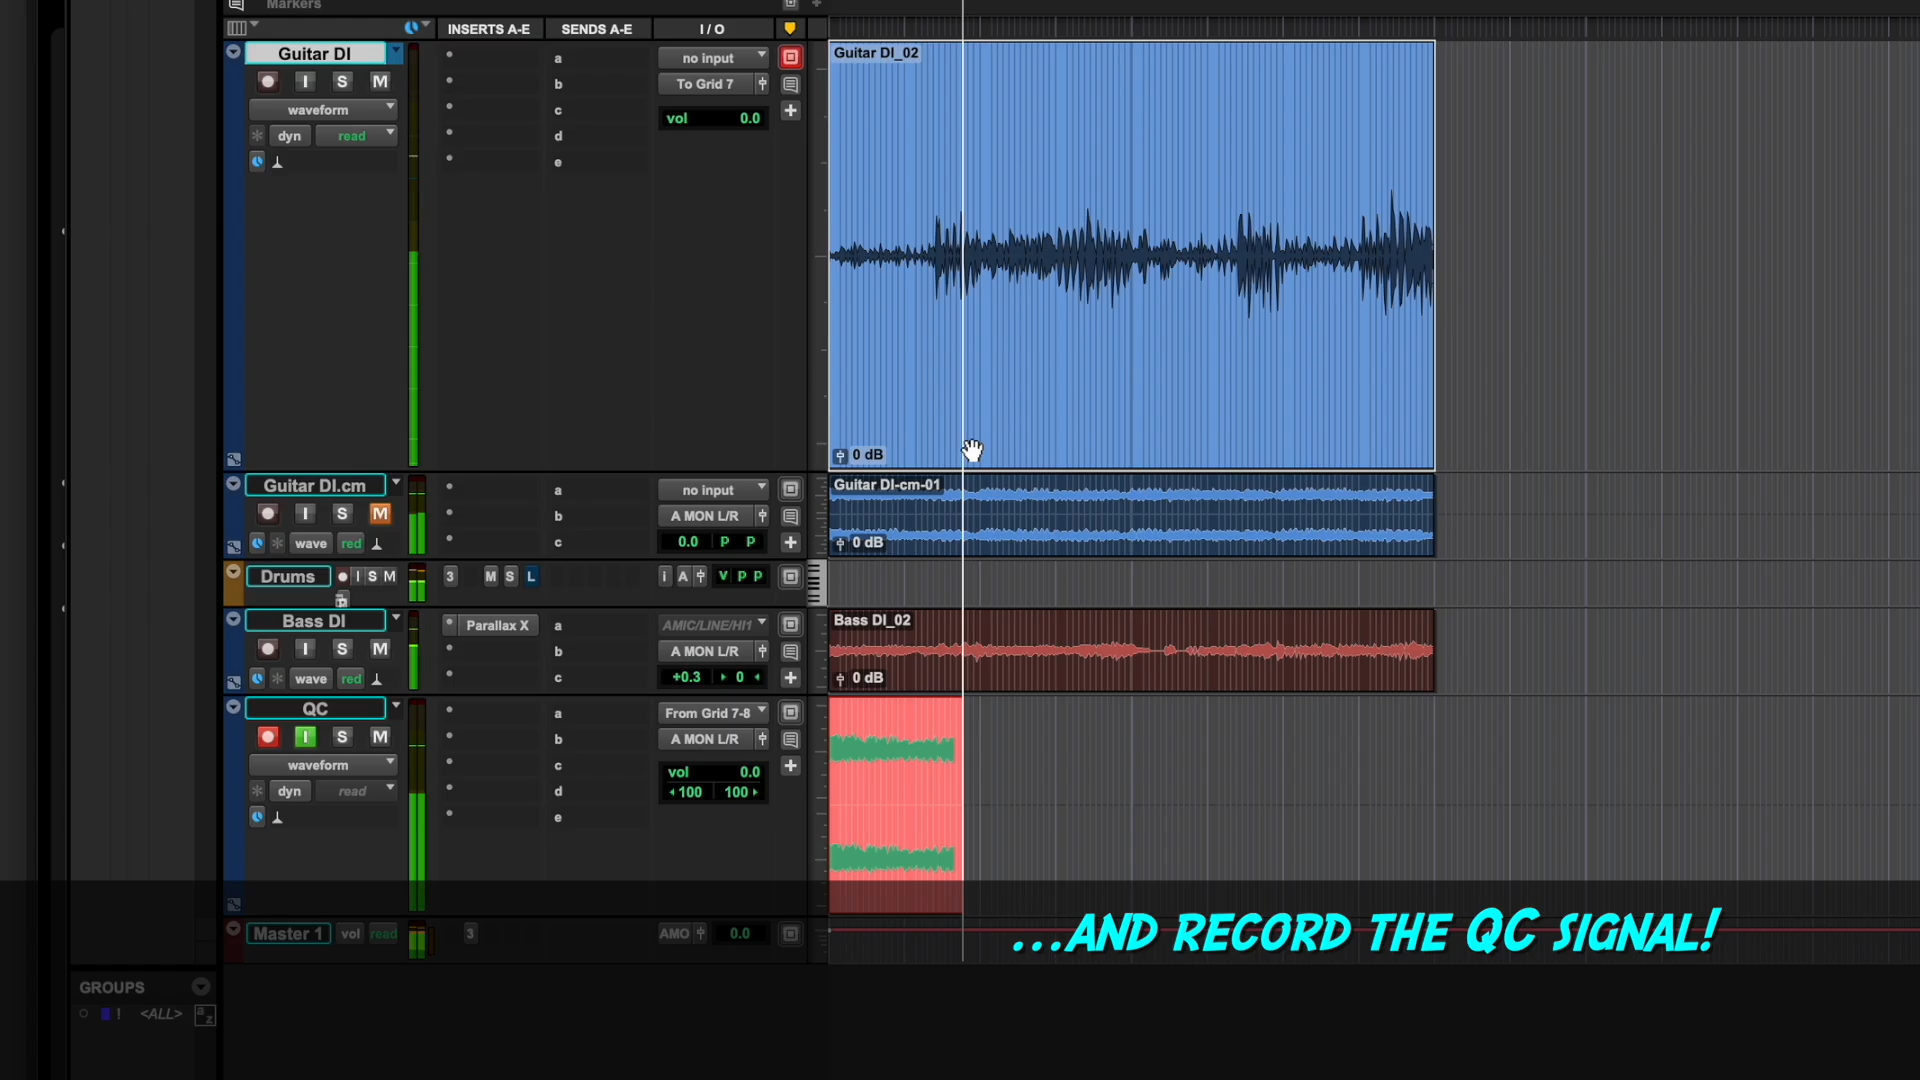 Markers
INSERTS A-E SENDS A-E I / O
Guitar DI
I S M
waveform
dyn read
a
b
c
d
e
no input
To Grid 7
vol 0.0
Guitar DI_02
0 dB
Guitar DI.cm
I S M
wave red
a
b
c
no input
A MON L/R
0.0 P P
Guitar DI-cm-01
0 dB
Drums I S M 3 M S L i A V P P
Bass DI
I S M
wave red
Parallax X
a
b
c
AMIC/LINE/HI1
A MON L/R
+0.3 0
Bass DI_02
0 dB
QC
I S M
waveform
dyn read
a
b
c
d
e
From Grid 7-8
A MON L/R
vol 0.0
100 100
Master 1 vol read 3 AMO 0.0
...AND RECORD THE QC SIGNAL!
GROUPS
! <ALL> a z